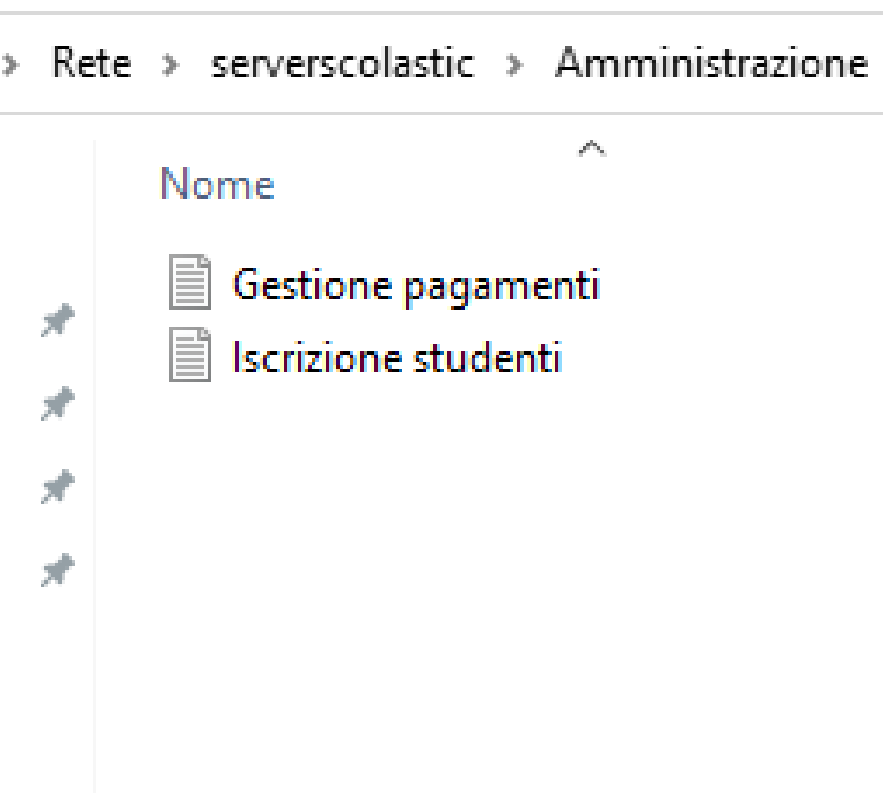 Rete > serverscolastic > Amministrazione
Nome
Gestione pagamenti
Iscrizione studenti